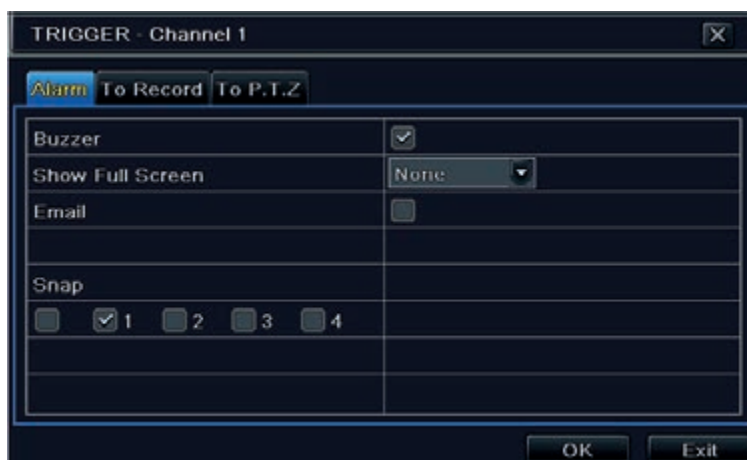 TRIGGER - Channel 1
Alarm To Record To P.T.Z
Buzzer
Show Full Screen None
Email
Snap
1 2 3 4
OK Exit